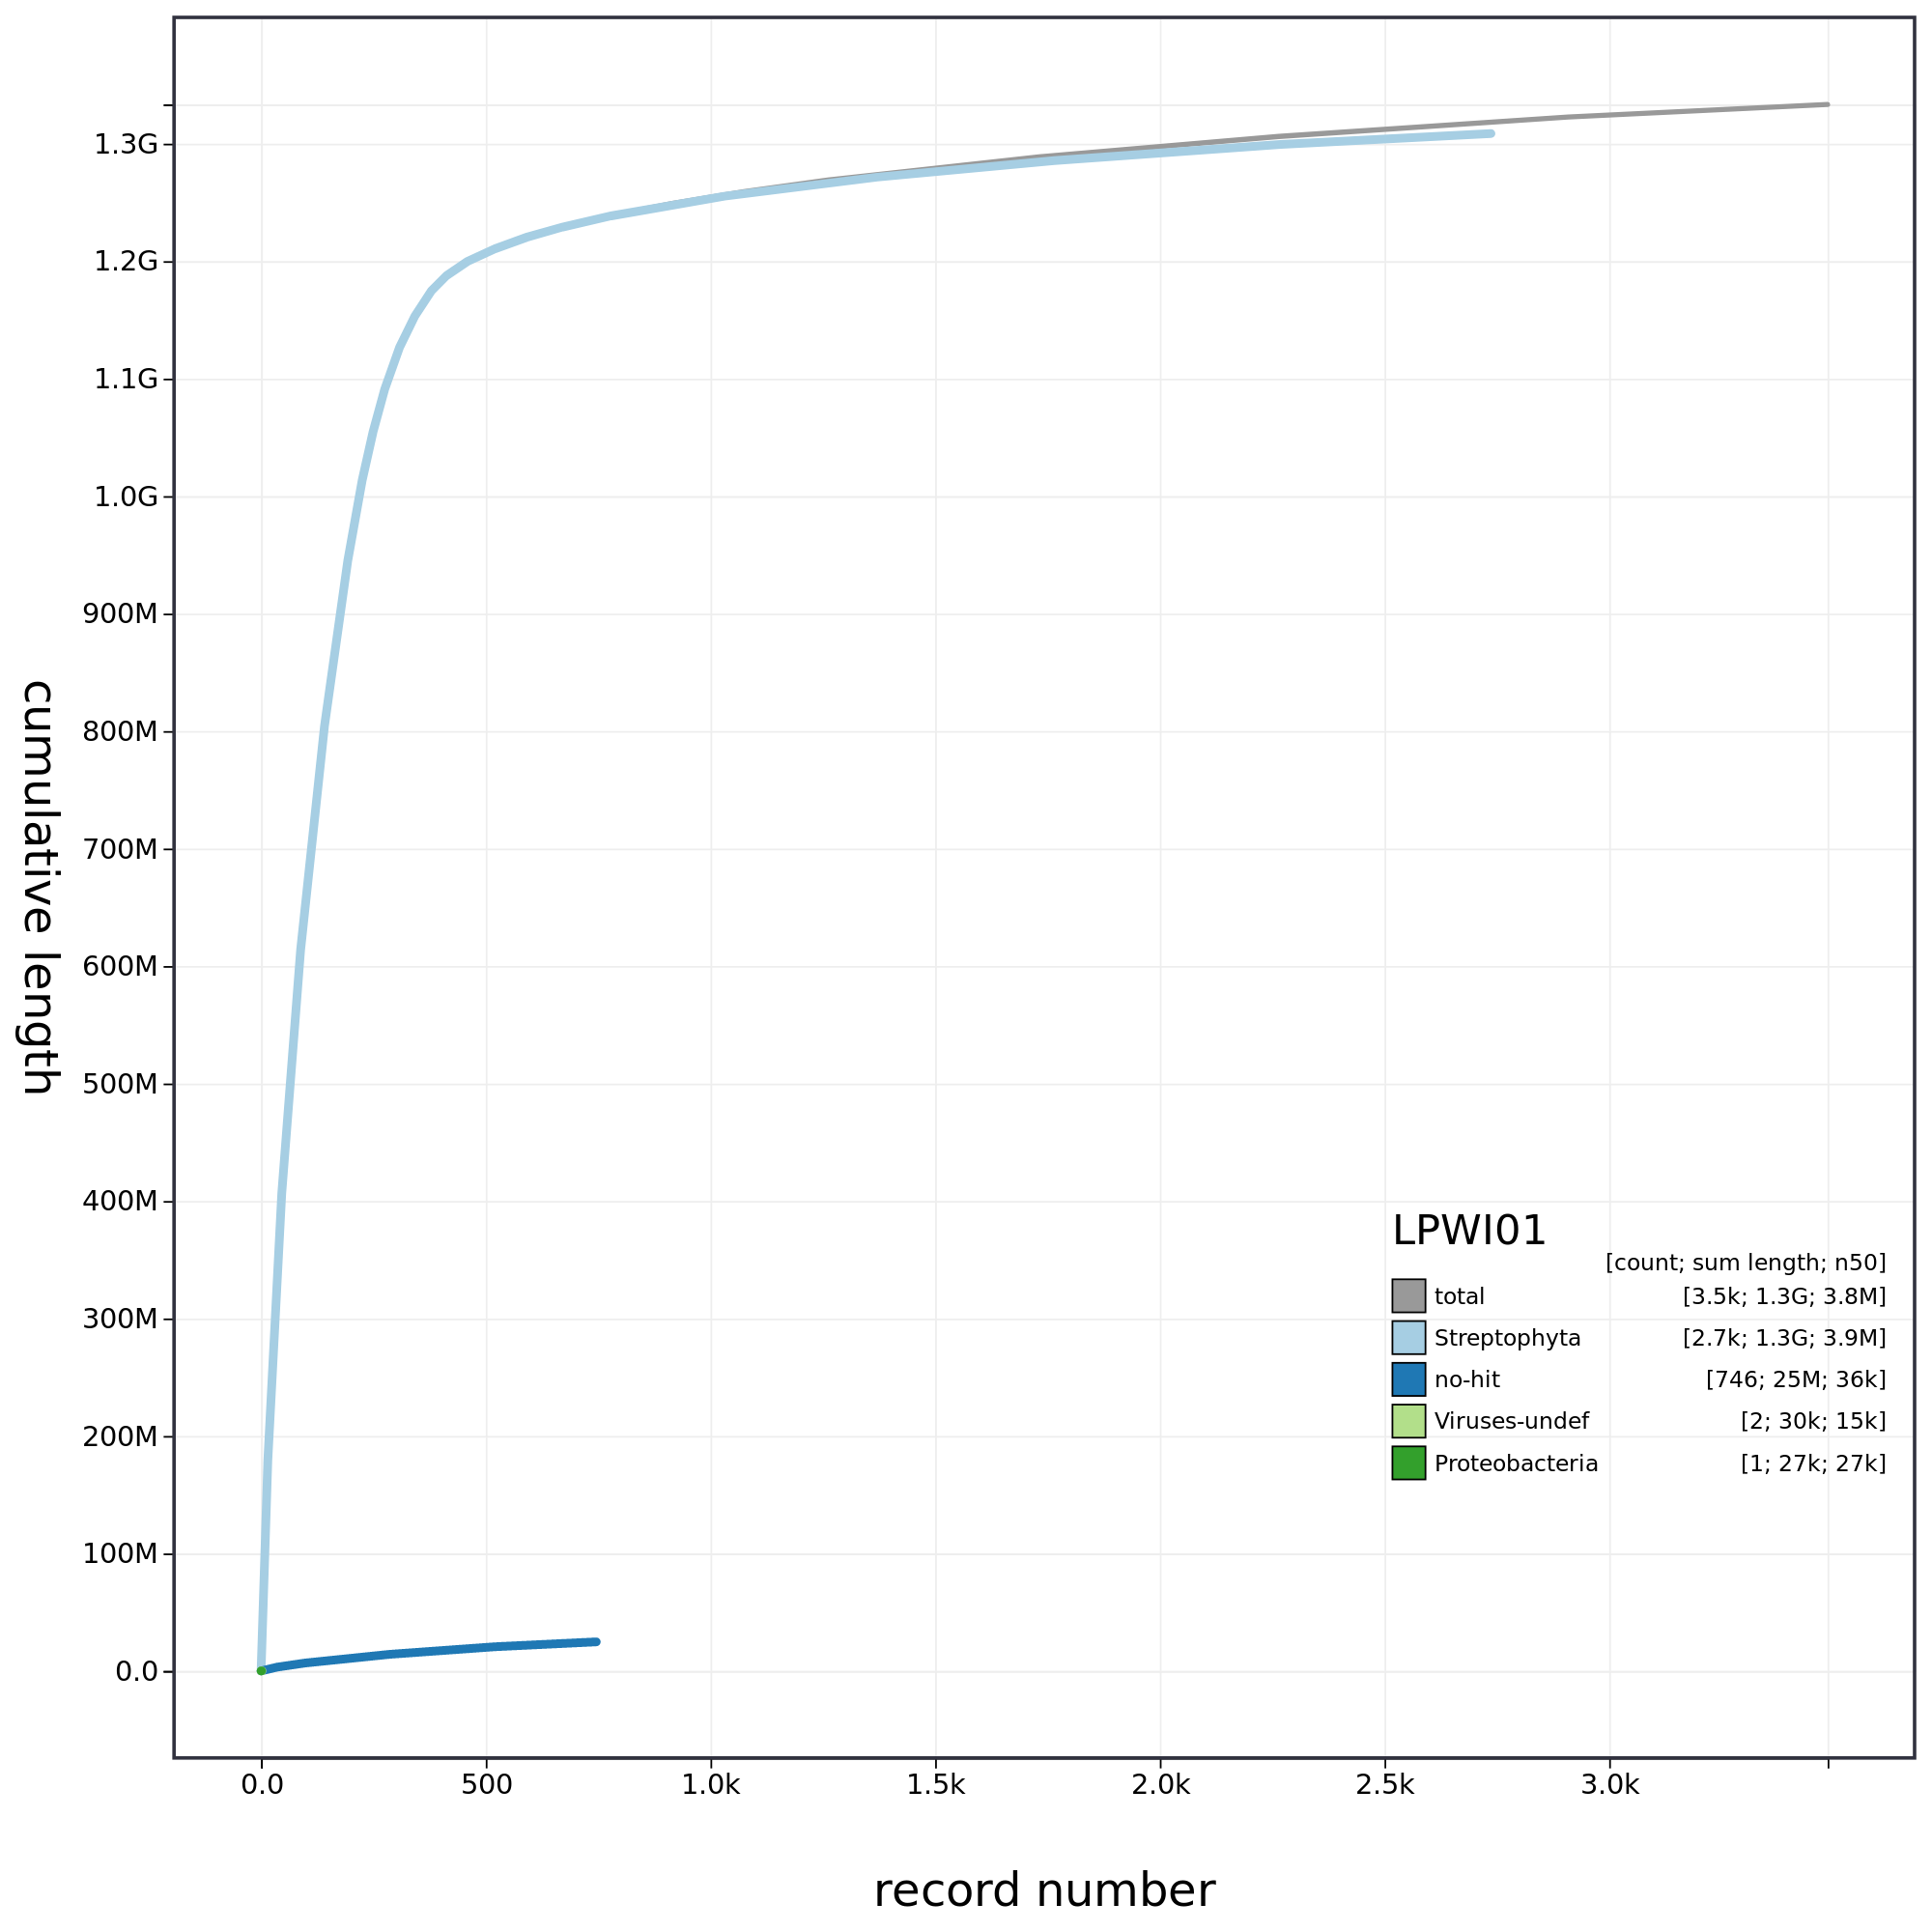 cumulative length
1.3G
1.2G
1.1G
1.0G
900M
800M
700M
600M
500M
400M
300M
200M
100M
0.0
LPWI01
[count; sum length; n50]
total [3.5k; 1.3G; 3.8M]
Streptophyta [2.7k; 1.3G; 3.9M]
no-hit [746; 25M; 36k]
Viruses-undef [2; 30k; 15k]
Proteobacteria [1; 27k; 27k]
0.0 500 1.0k 1.5k 2.0k 2.5k 3.0k
record number